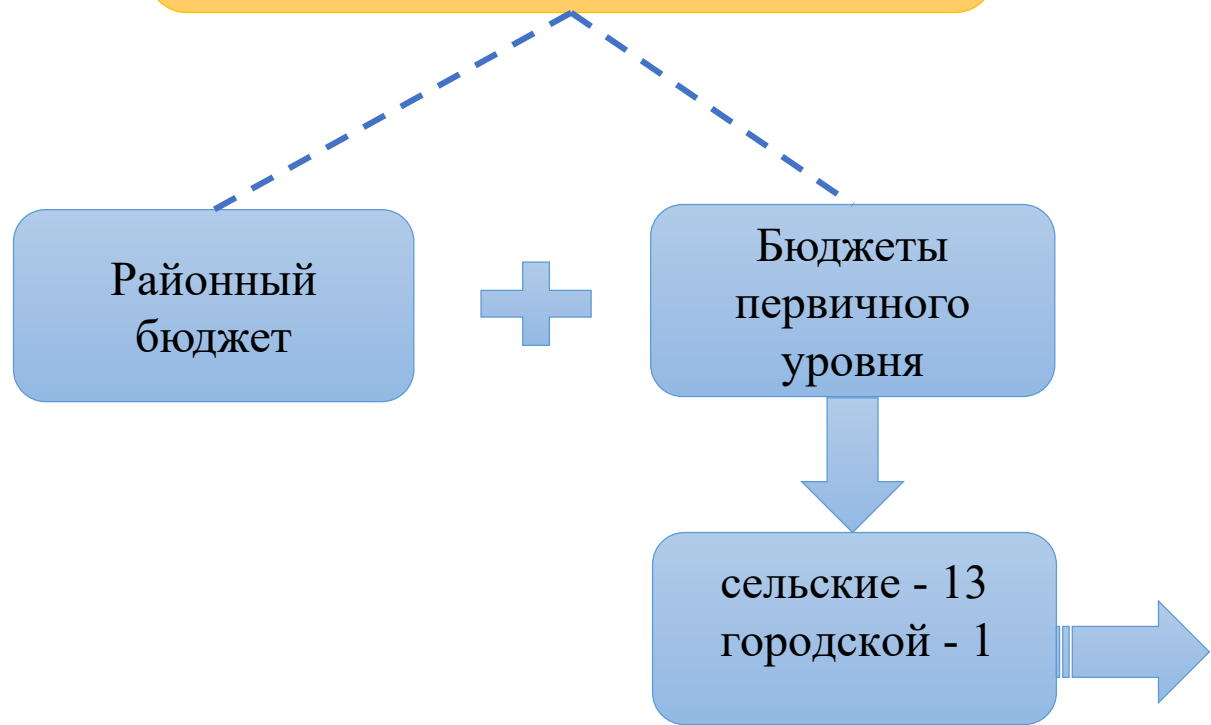 Районный
бюджет
Бюджеты
первичного
уровня
сельские - 13
городской - 1